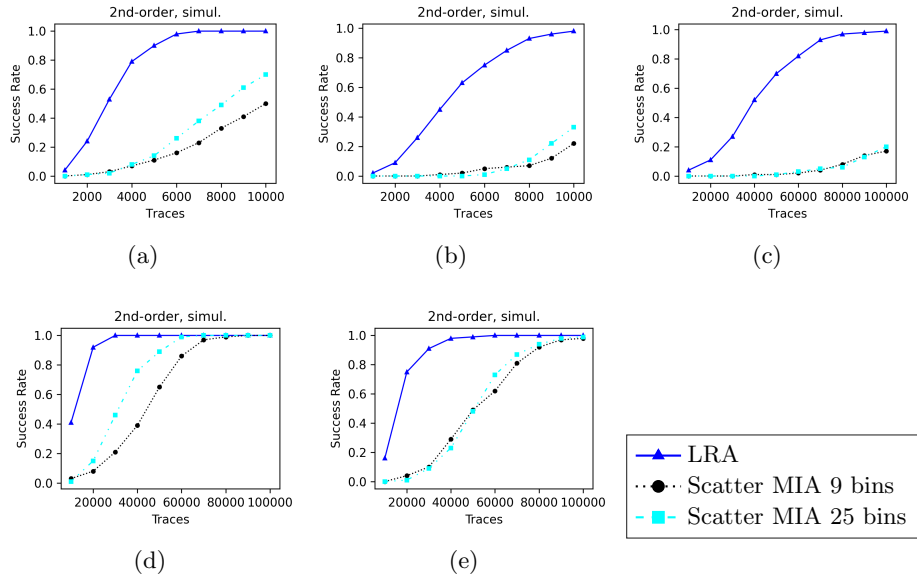 2nd-order, simul.
2nd-order, simul.
2nd-order, simul.
1.0
0.8
0.6
0.4
0.2
0.0
Success Rate
2000 4000 6000 8000 10000
Traces
1.0
0.8
0.6
0.4
0.2
0.0
Success Rate
2000 4000 6000 8000 10000
Traces
1.0
0.8
0.6
0.4
0.2
0.0
Success Rate
20000 40000 60000 80000 100000
Traces
(a)
(b)
(c)
2nd-order, simul.
2nd-order, simul.
1.0
0.8
0.6
0.4
0.2
0.0
Success Rate
20000 40000 60000 80000 100000
Traces
1.0
0.8
0.6
0.4
0.2
0.0
Success Rate
20000 40000 60000 80000 100000
Traces
LRA
Scatter MIA 9 bins
Scatter MIA 25 bins
(d)
(e)